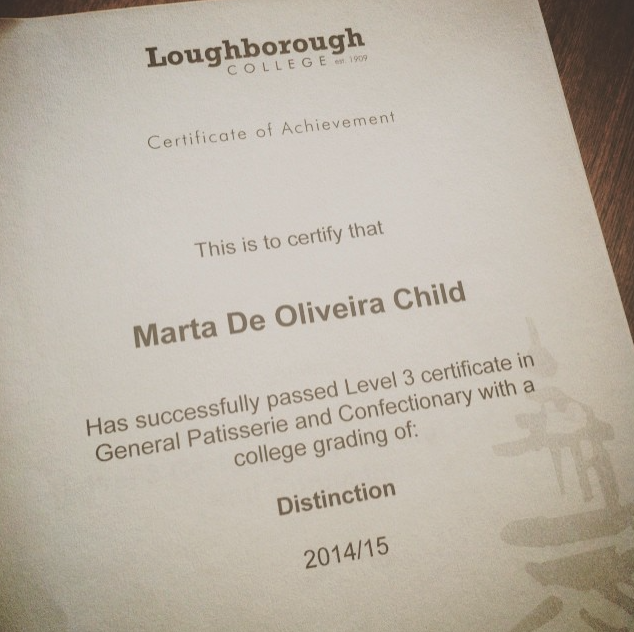 Loughborough
COLLEGE est. 1909
Certificate of Achievement
This is to certify that
Marta De Oliveira Child
Has successfully passed Level 3 certificate in
General Patisserie and Confectionary with a
college grading of:
Distinction
2014/15